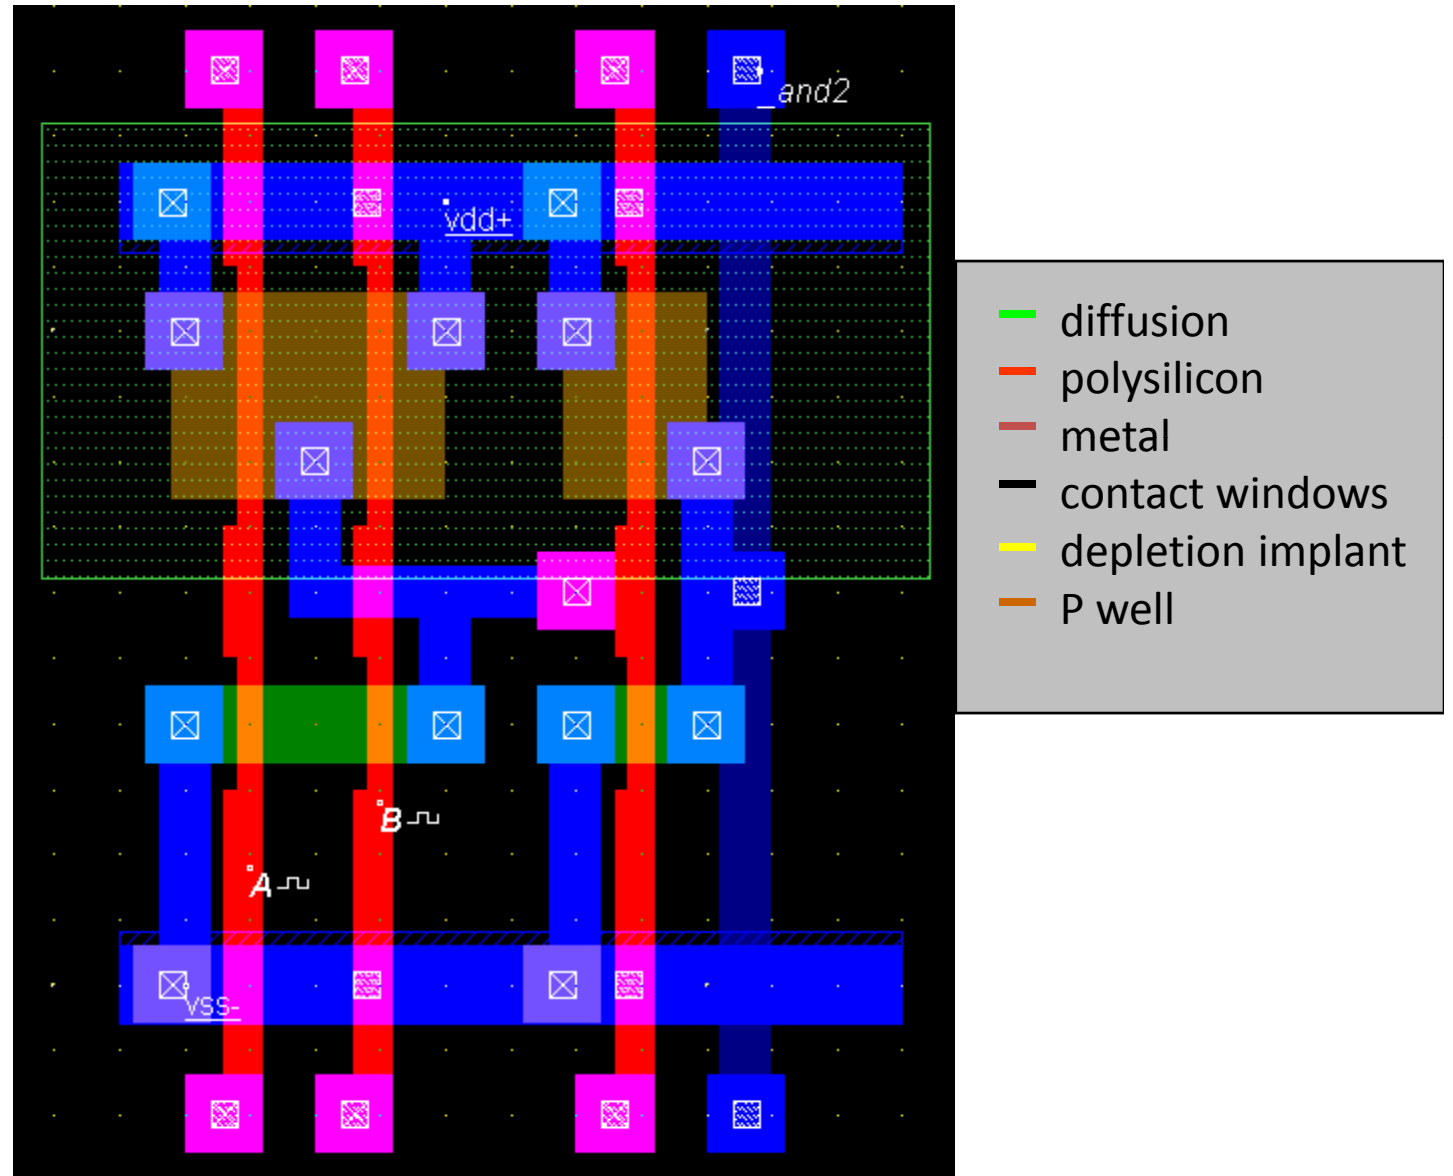 _and2
vdd+
diffusion
polysilicon
metal
contact windows
depletion implant
P well
B
A
vss-